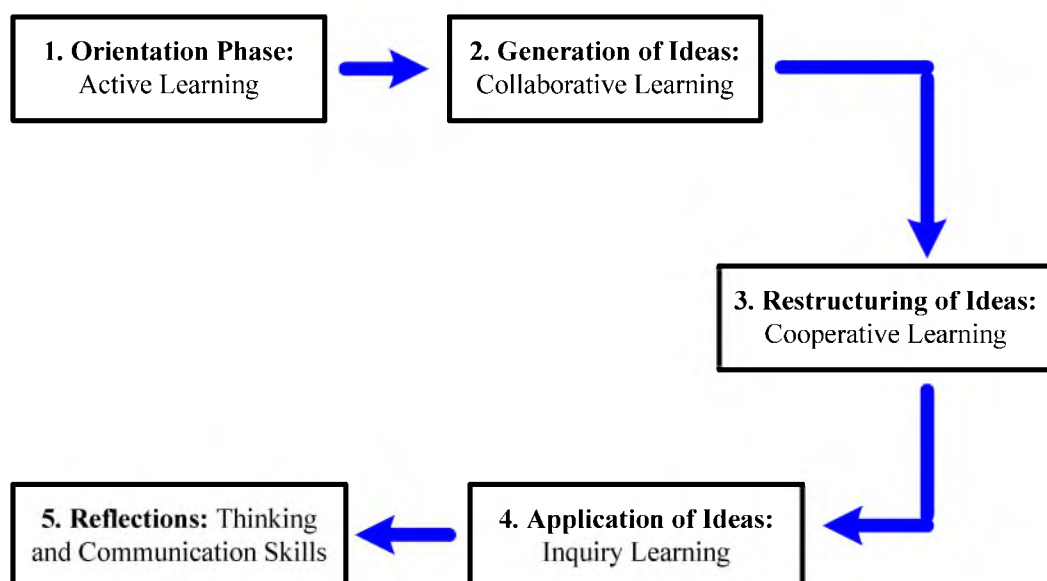 1. Orientation Phase:
Active Learning
2. Generation of Ideas:
Collaborative Learning
3. Restructuring of Ideas:
Cooperative Learning
4. Application of Ideas:
Inquiry Learning
5. Reflections: Thinking
and Communication Skills